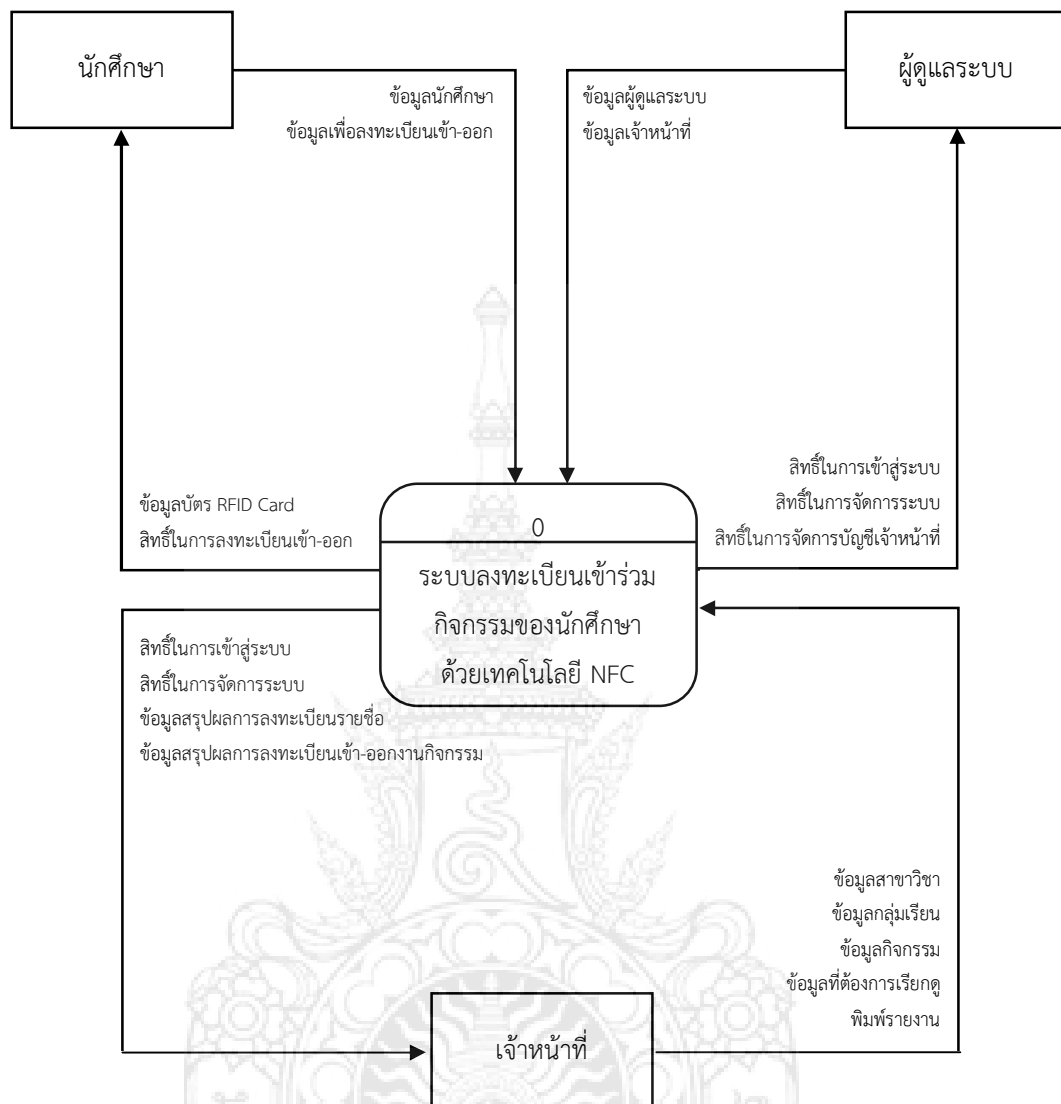 นักศึกษา
ผู้ดูแลระบบ
ข้อมูลนักศึกษา
ข้อมูลเพื่อลงทะเบียนเข้า-ออก
ข้อมูลผู้ดูแลระบบ
ข้อมูลเจ้าหน้าที่
ข้อมูลบัตร RFID Card
สิทธิ์ในการลงทะเบียนเข้า-ออก
สิทธิ์ในการเข้าสู่ระบบ
สิทธิ์ในการจัดการระบบ
สิทธิ์ในการจัดการบัญชีเจ้าหน้าที่
0
ระบบลงทะเบียนเข้าร่วม
กิจกรรมของนักศึกษา
ด้วยเทคโนโลยี NFC
สิทธิ์ในการเข้าสู่ระบบ
สิทธิ์ในการจัดการระบบ
ข้อมูลสรุปผลการลงทะเบียนรายชื่อ
ข้อมูลสรุปผลการลงทะเบียนเข้า-ออกงานกิจกรรม
ข้อมูลสาขาวิชา
ข้อมูลกลุ่มเรียน
ข้อมูลกิจกรรม
ข้อมูลที่ต้องการเรียกดู
พิมพ์รายงาน
เจ้าหน้าที่